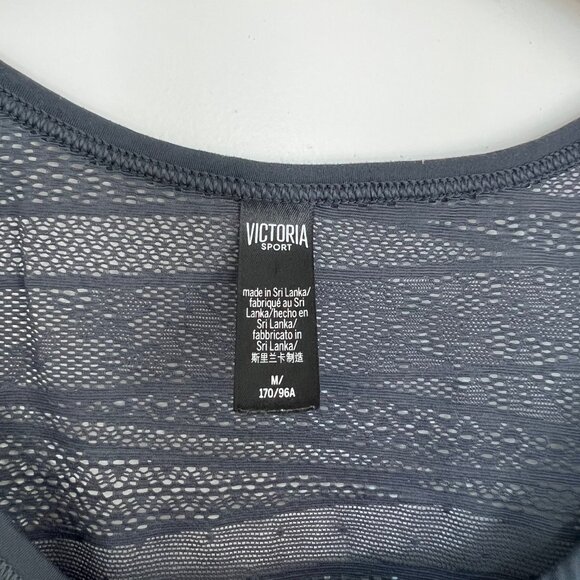 VICTORIA
SPORT
made in Sri Lanka/
fabriqué au Sri
Lanka/hecho en
Sri Lanka/
fabbricato in
Sri Lanka/
斯里兰卡制造
M/
170/96A